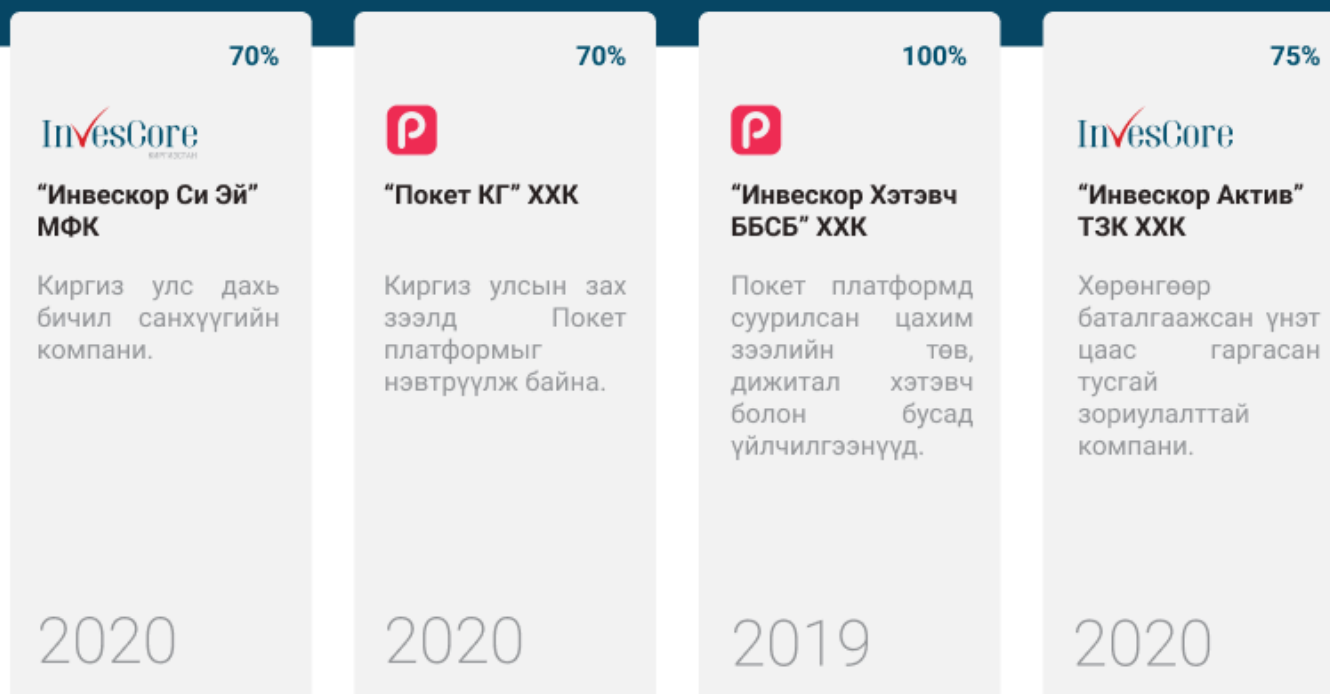 70%
InvesCore
КИРГИЗСТАН
“Инвескор Си Эй”
МФК
Киргиз улс дахь
бичил санхүүгийн
компани.
2020
70%
“Покет КГ” ХХК
Киргиз улсын зах
зээлд Покет
платформыг
нэвтрүүлж байна.
2020
100%
“Инвескор Хэтэвч
ББСБ” ХХК
Покет платформд
суурилсан цахим
зээлийн төв,
дижитал хэтэвч
болон бусад
үйлчилгээнүүд.
2019
75%
InvesCore
“Инвескор Актив”
ТЗК ХХК
Хөрөнгөөр
баталгаажсан үнэт
цаас гаргасан
тусгай
зориулалттай
компани.
2020